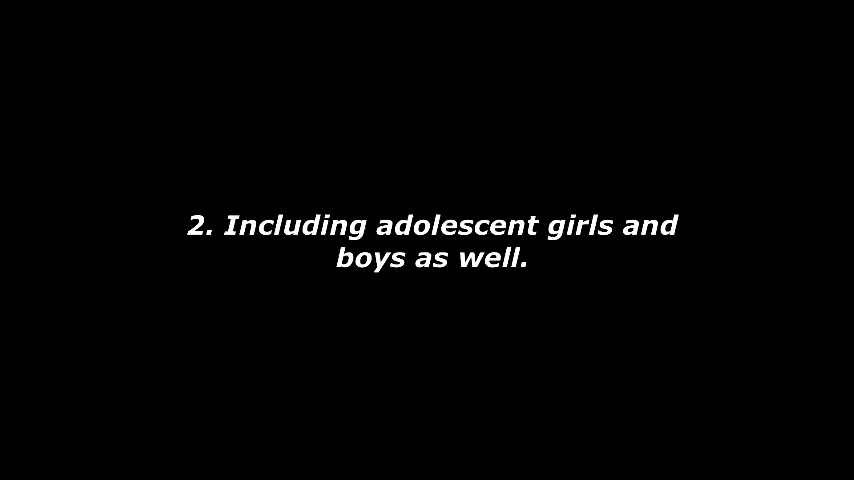 2. Including adolescent girls and
boys as well.